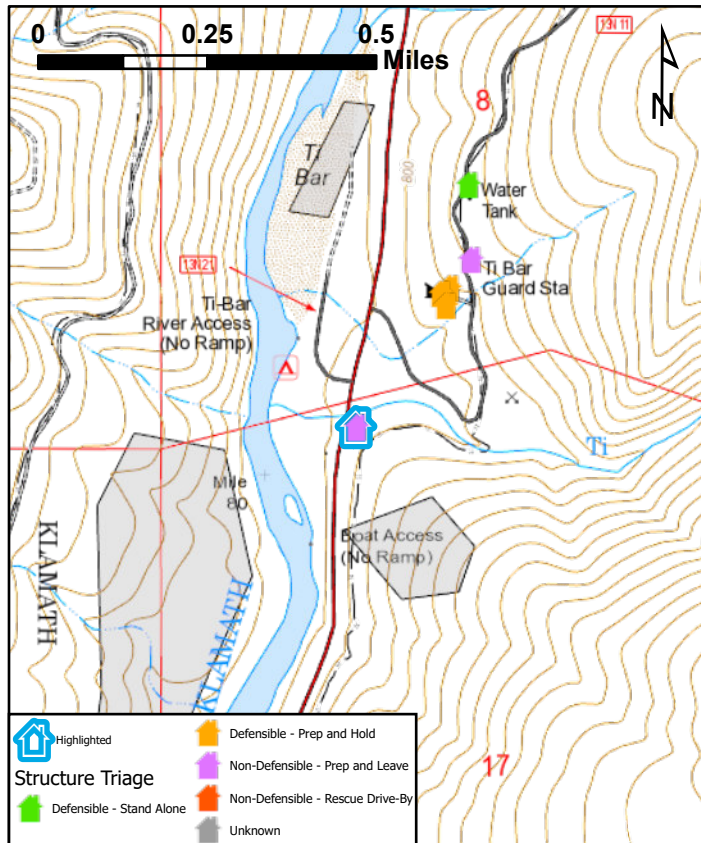 0 0.25 0.5
Miles
13N 11
N
8
Ti
Bar
800
Water
Tank
13N21
Ti Bar
Guard Sta
Ti-Bar
River Access
(No Ramp)
Ti
Mile
80
Boat Access
(No Ramp)
KLAMATH
KLAMATH
17
Highlighted
Structure Triage
Defensible - Stand Alone
Defensible - Prep and Hold
Non-Defensible - Prep and Leave
Non-Defensible - Rescue Drive-By
Unknown